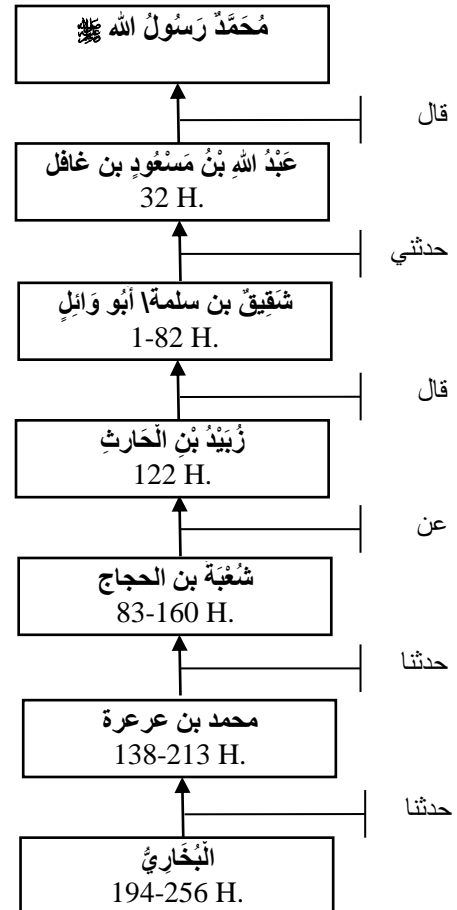 مُحَمَّدٌ رَسُولُ الله ﷺ
قال
عَبْدُ اللهِ بْنُ مَسْعُودٍ بن غافل
32 H.
حدثني
شَقِيقٌ بن سلمة\ أَبُو وَائِلٍ
1-82 H.
قال
زُبَيْدُ بْنِ الْحَارثِ
122 H.
عن
شُعْبَةَ بن الحجاج
83-160 H.
حدثنا
محمد بن عرعرة
138-213 H.
حدثنا
الْبُخَارِيُّ
194-256 H.